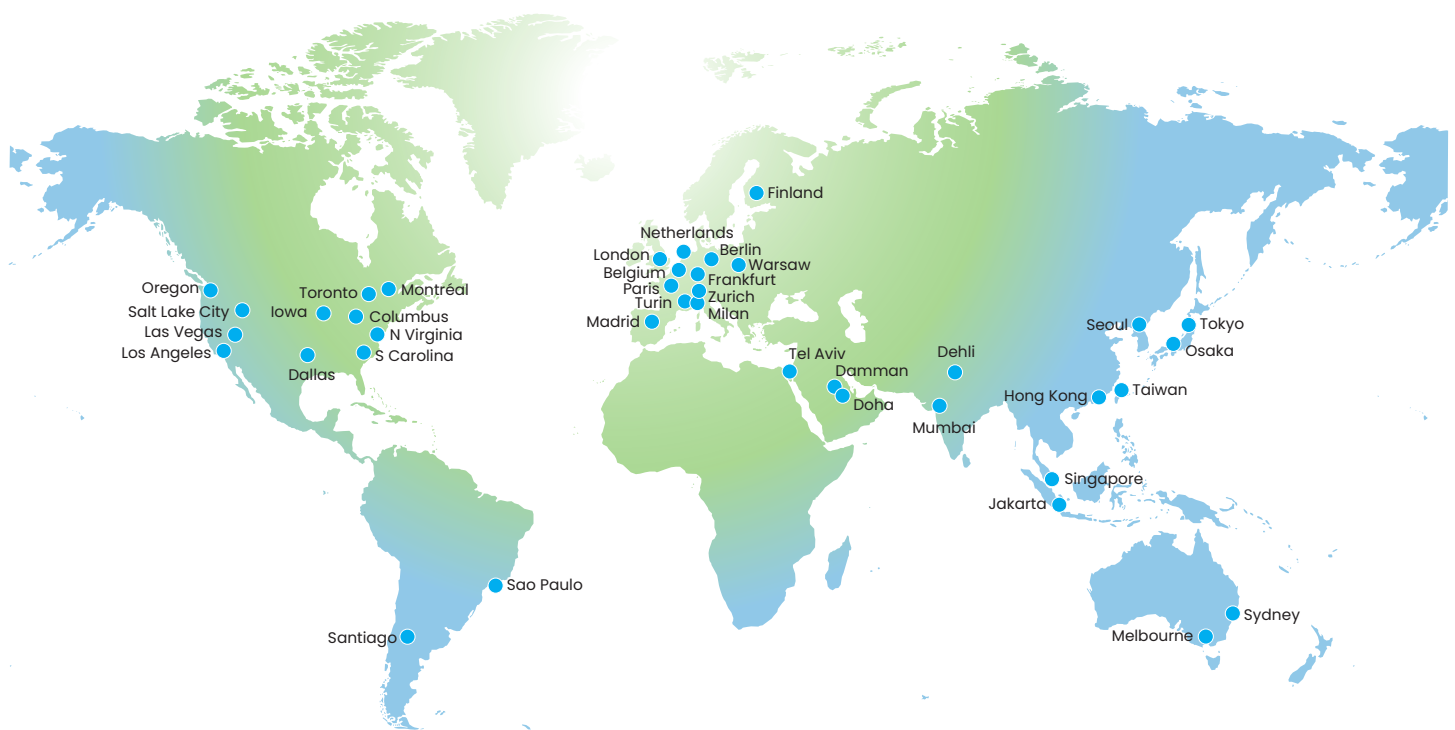 Finland
Netherlands
London
Berlin
Belgium
Warsaw
Frankfurt
Paris
Zurich
Turin
Milan
Madrid
Oregon
Salt Lake City
Las Vegas
Los Angeles
Iowa
Toronto
Montréal
Columbus
N Virginia
S Carolina
Dallas
Tel Aviv
Damman
Doha
Dehli
Mumbai
Seoul
Tokyo
Osaka
Hong Kong
Taiwan
Singapore
Jakarta
Sao Paulo
Santiago
Sydney
Melbourne